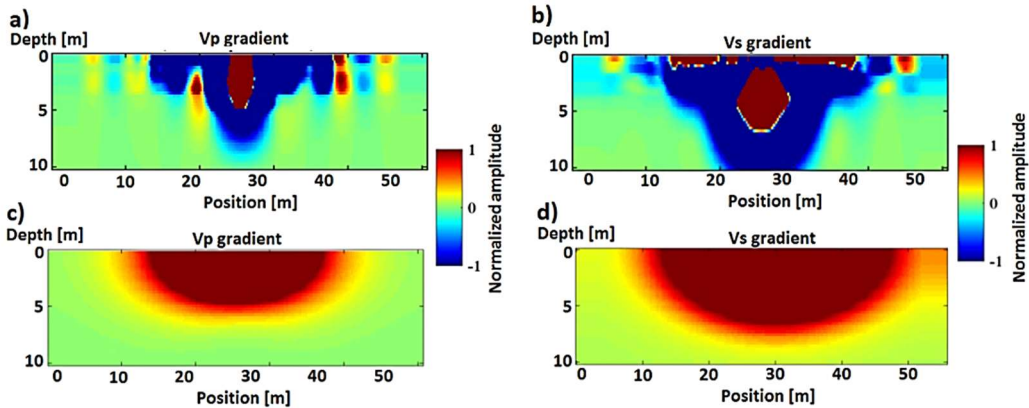 a)
Depth [m]
Vp gradient
0
5
10
0 10 20 30 40 50
Position [m]
b)
Depth [m]
Vs gradient
0
5
10
0 10 20 30 40 50
Position [m]
1
0
-1
Normalized amplitude
1
0
-1
Normalized amplitude
c)
Depth [m]
Vp gradient
0
5
10
0 10 20 30 40 50
Position [m]
d)
Depth [m]
Vs gradient
0
5
10
0 10 20 30 40 50
Position [m]